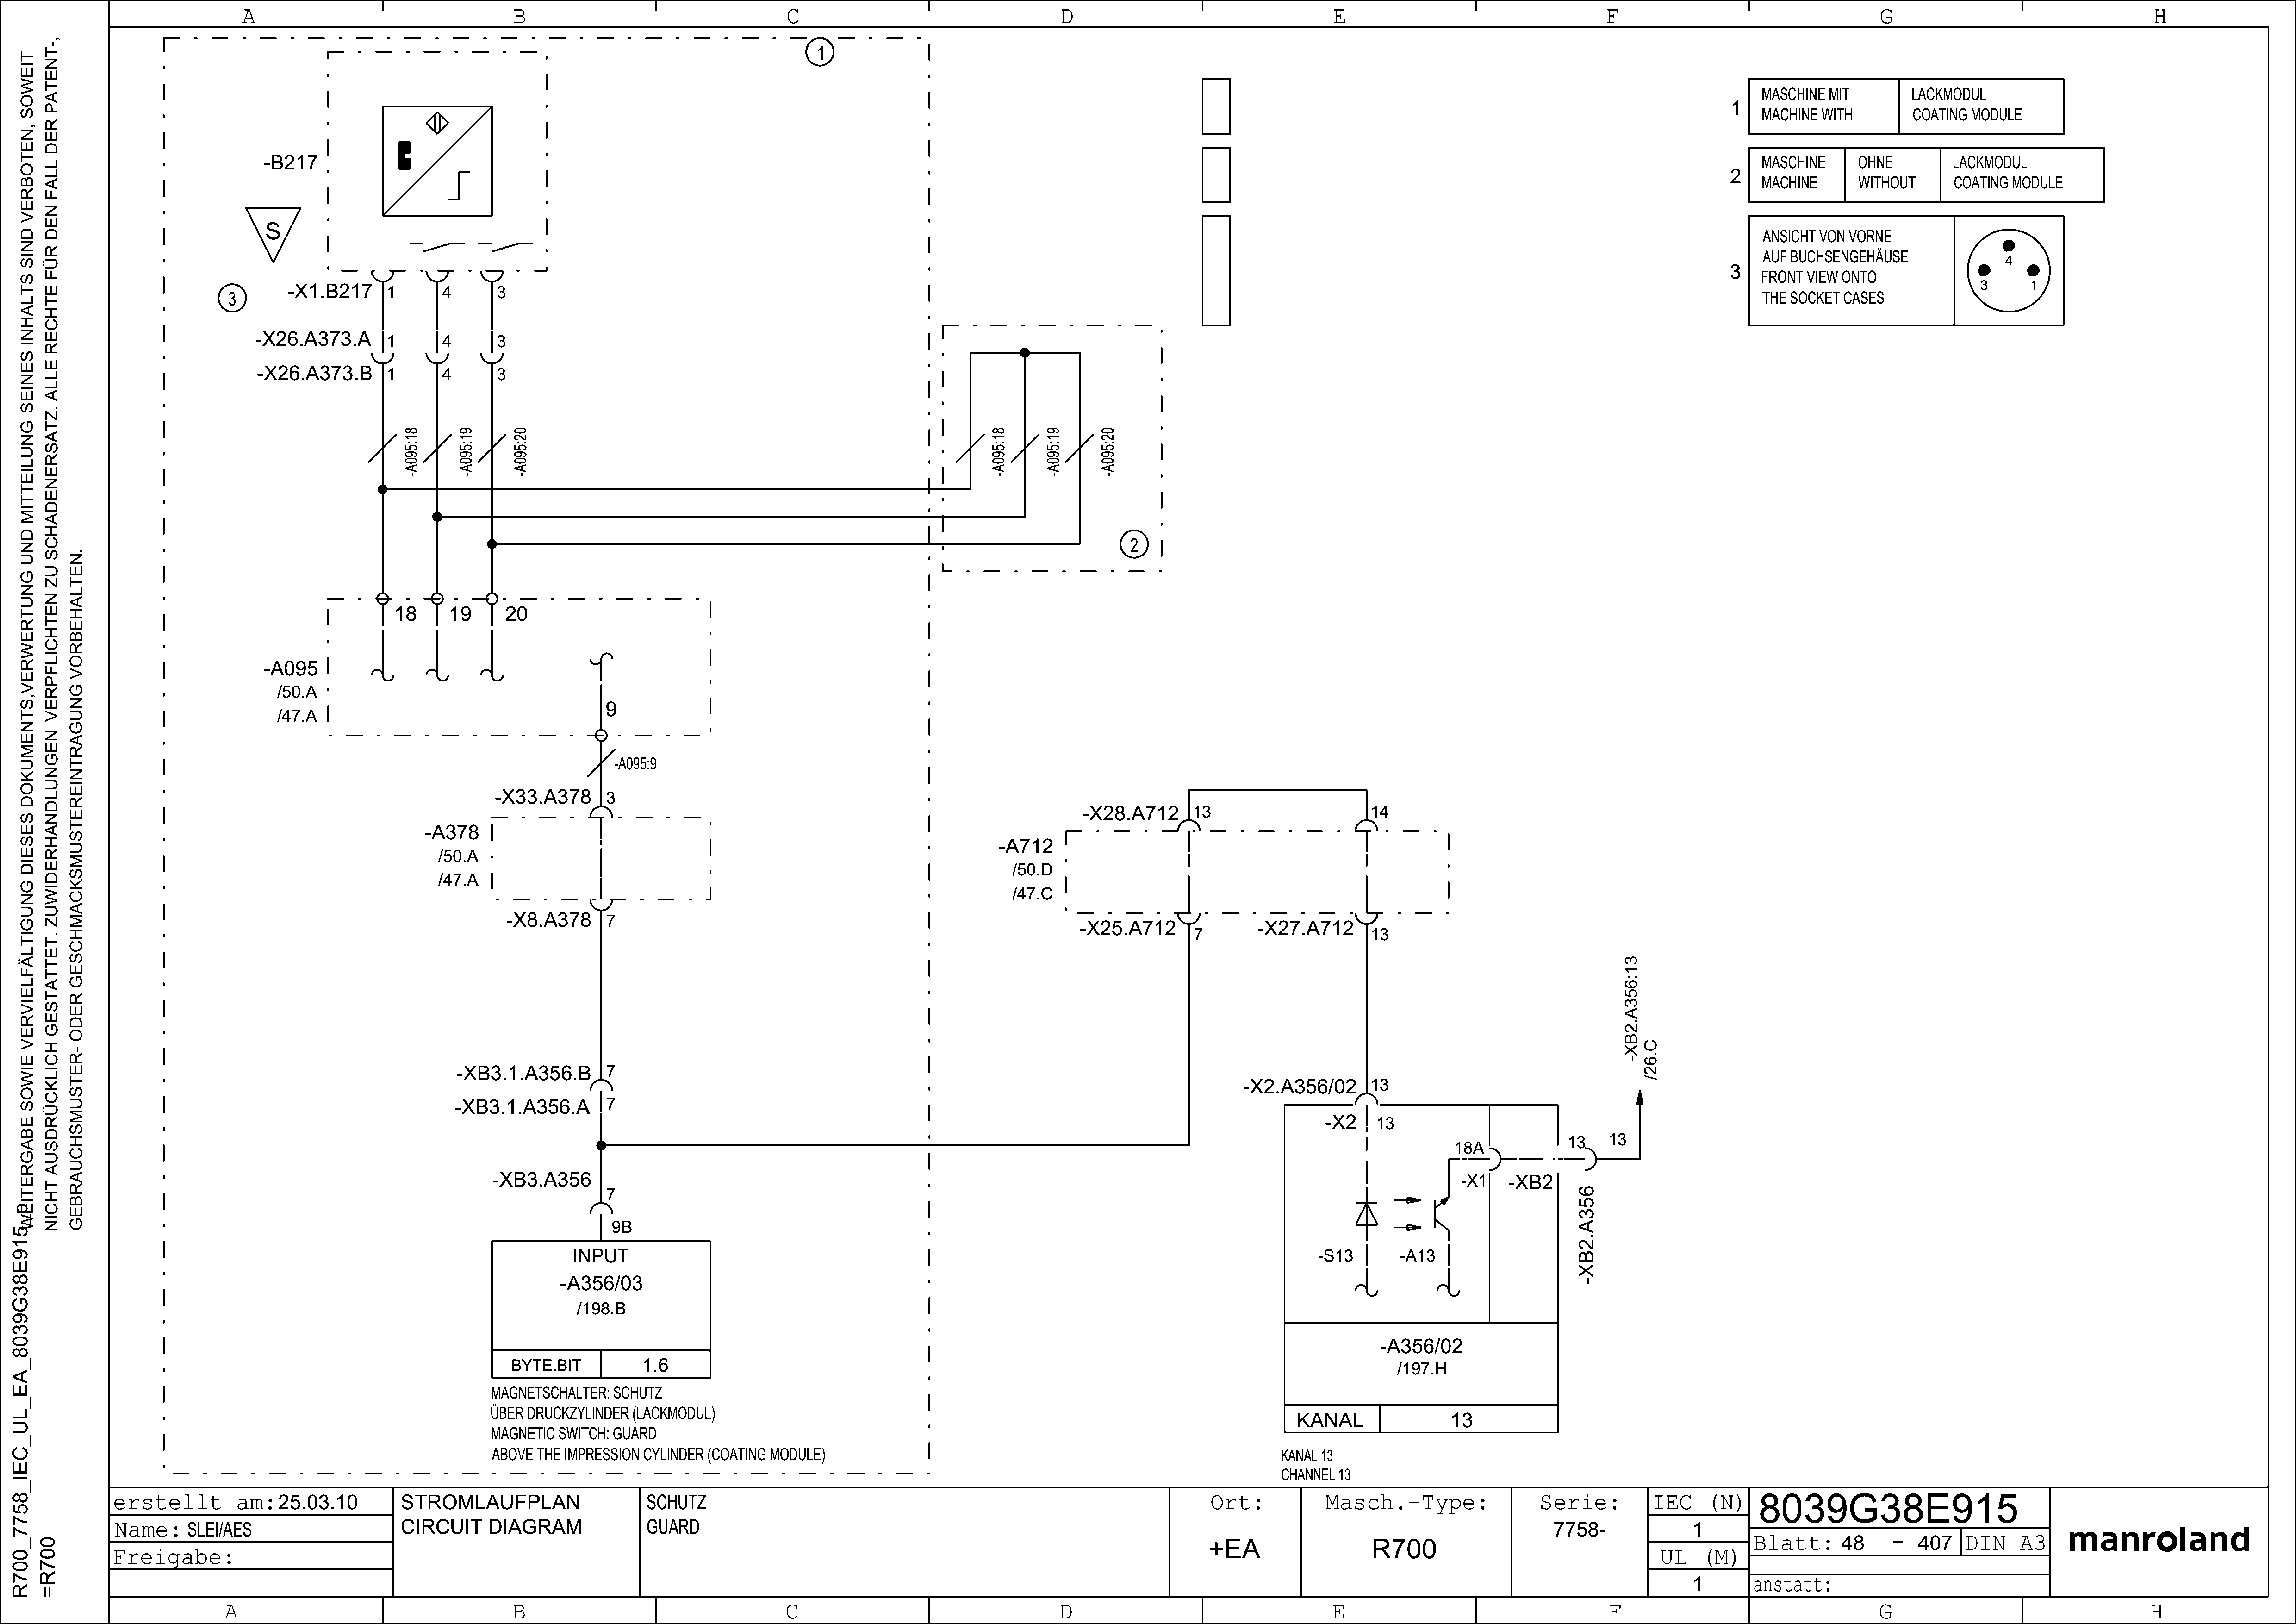 A B C D E F G H
WEITERGABE SOWIE VERVIELFÄLTIGUNG DIESES DOKUMENTS,VERWERTUNG UND MITTEILUNG SEINES INHALTS SIND VERBOTEN, SOWEIT
NICHT AUSDRÜCKLICH GESTATTET. ZUWIDERHANDLUNGEN VERPFLICHTEN ZU SCHADENERSATZ. ALLE RECHTE FÜR DEN FALL DER PATENT-,
GEBRAUCHSMUSTER- ODER GESCHMACKSMUSTEREINTRAGUNG VORBEHALTEN.
R700_7758_IEC_UL_EA_8039G38E915_D
=R700
1
-B217
S
3
-X1.B217 1 4 3
-X26.A373.A 1 4 3
-X26.A373.B 1 4 3
-A095:18 -A095:19 -A095:20
-A095:18 -A095:19 -A095:20
2
18 19 20
-A095
/50.A
/47.A
9
-A095:9
-X33.A378 3
-A378
/50.A
/47.A
-X8.A378 7
-XB3.1.A356.B 7
-XB3.1.A356.A 7
-XB3.A356 7
9B
INPUT
-A356/03
/198.B
BYTE.BIT 1.6
MAGNETSCHALTER: SCHUTZ
ÜBER DRUCKZYLINDER (LACKMODUL)
MAGNETIC SWITCH: GUARD
ABOVE THE IMPRESSION CYLINDER (COATING MODULE)
-X28.A712 13 14
-A712
/50.D
/47.C
-X25.A712 7 -X27.A712 13
-X2.A356/02 13
-X2 13
18A 13 13
-X1 -XB2
-XB2.A356
-XB2.A356:13
/26.C
-S13 -A13
-A356/02
/197.H
KANAL 13
KANAL 13
CHANNEL 13
1 MASCHINE MIT LACKMODUL
MACHINE WITH COATING MODULE
2 MASCHINE OHNE LACKMODUL
MACHINE WITHOUT COATING MODULE
3 ANSICHT VON VORNE
AUF BUCHSENGEHÄUSE
FRONT VIEW ONTO
THE SOCKET CASES
4
3 1
erstellt am: 25.03.10
Name: SLEI/AES
Freigabe:
STROMLAUFPLAN
CIRCUIT DIAGRAM
SCHUTZ
GUARD
Ort:
+EA
Masch.-Type:
R700
Serie:
7758-
IEC (N)
1
UL (M)
1
8039G38E915
Blatt: 48 - 407 DIN A3
anstatt:
manroland
A B C D E F G H